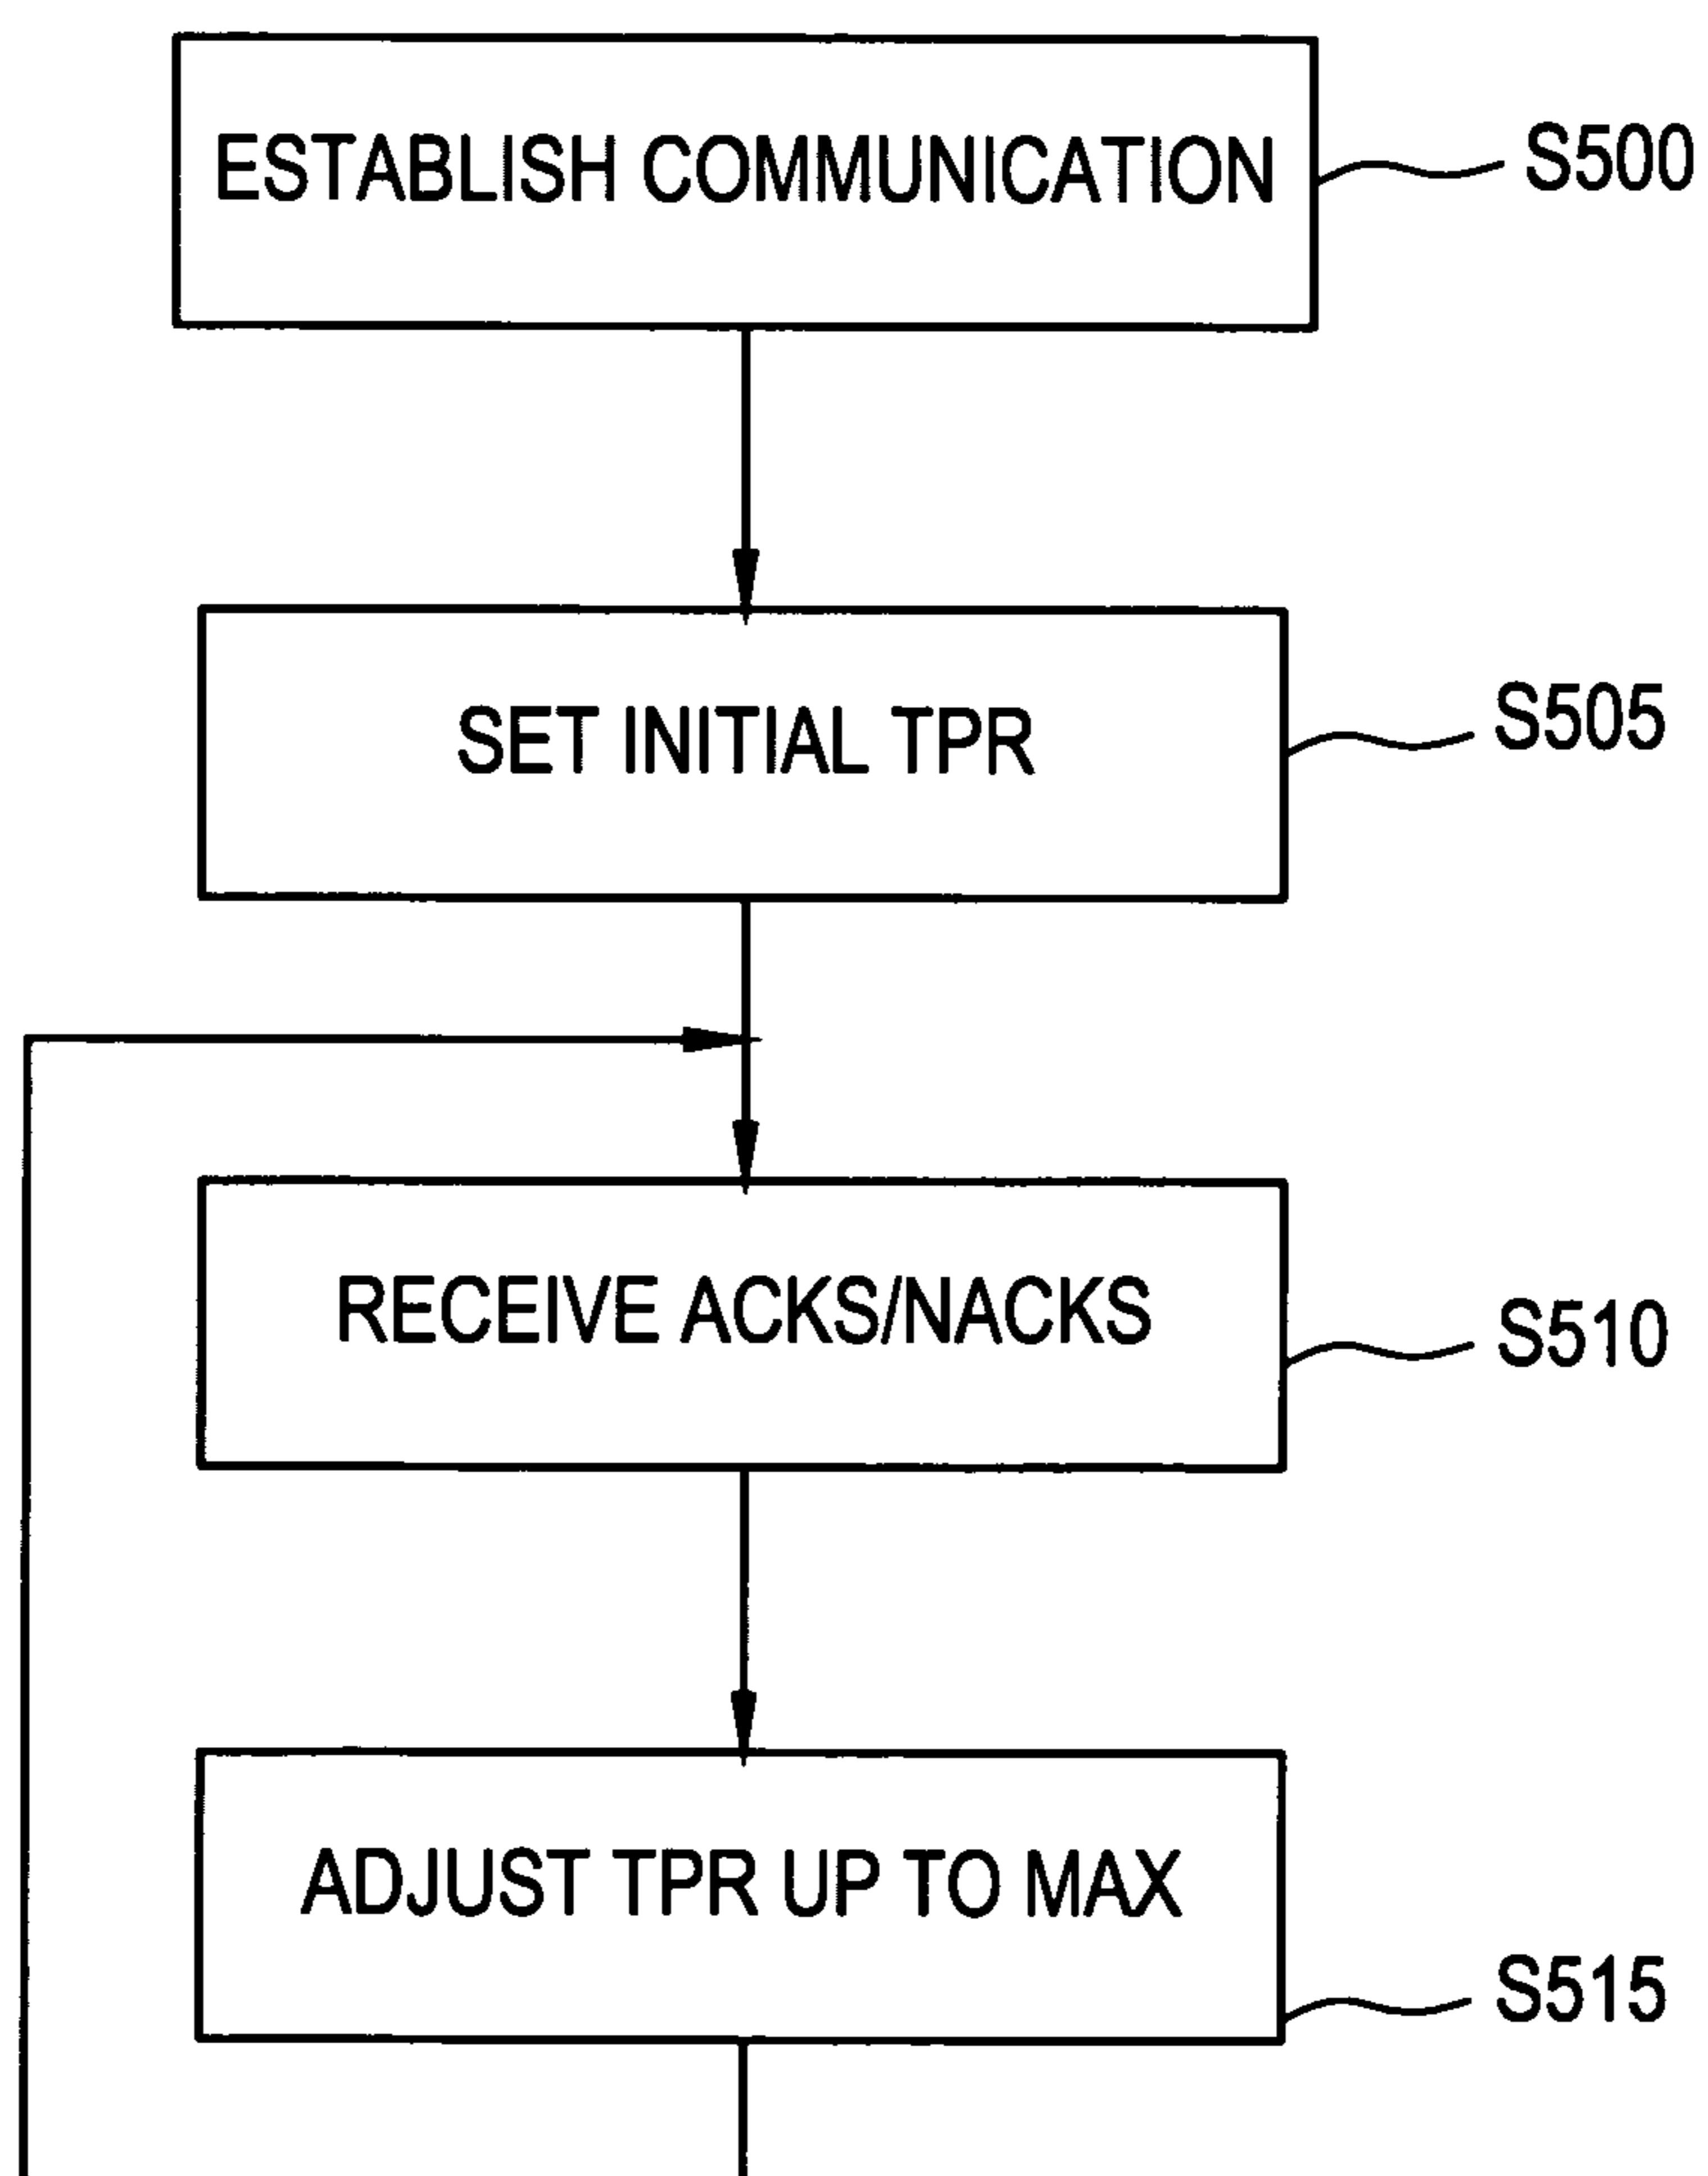 ESTABLISH COMMUNICATION
S500
SET INITIAL TPR
S505
RECEIVE ACKS/NACKS
S510
ADJUST TPR UP TO MAX
S515